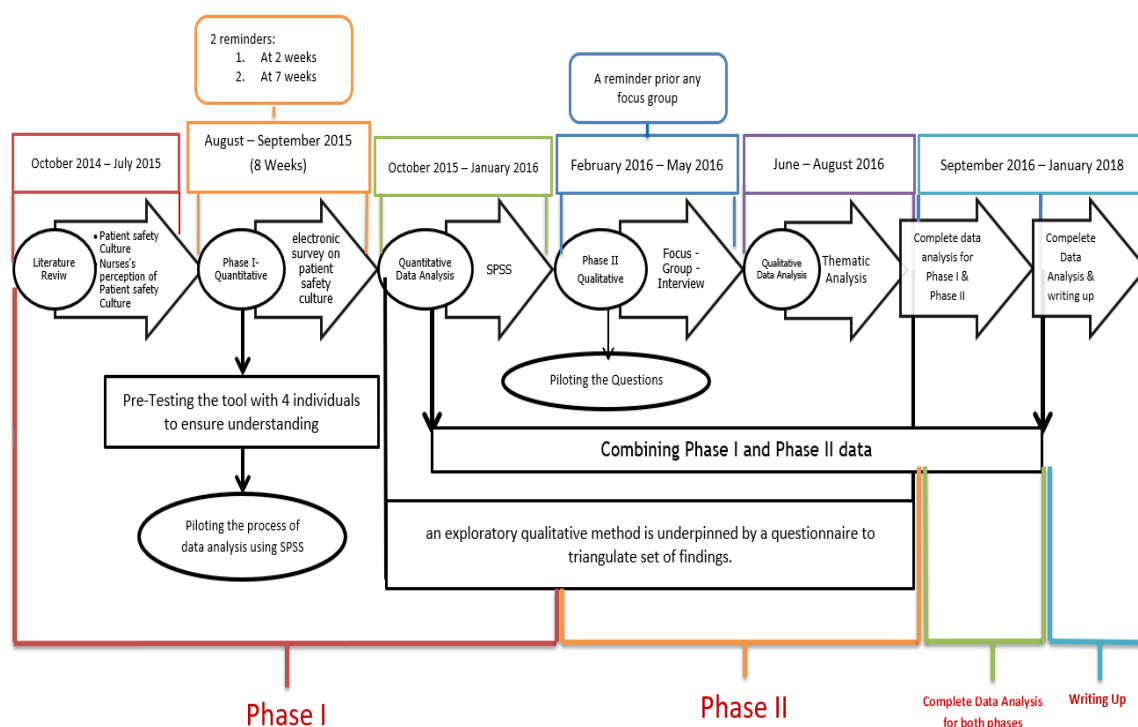 2 reminders:
1. At 2 weeks
2. At 7 weeks
A reminder prior any
focus group
October 2014 – July 2015
August – September 2015
(8 Weeks)
October 2015 – January 2016
February 2016 – May 2016
June – August 2016
September 2016 – January 2018
Literature
Reviw
• Patient safety
Culture
• Nurses's
perception of
Patient safety
Culture
Phase I-
Quantitative
electronic
survey on
patient
safety
culture
Quantitative
Data Analysis
SPSS
Phase II
Qualitative
Focus -
Group -
Interview
Qualitative
Data Analysis
Thematic
Analysis
Complete data
analysis for
Phase I &
Phase II
Compelete
Data
Analysis &
writing up
Piloting the Questions
Pre-Testing the tool with 4 individuals
to ensure understanding
Combining Phase I and Phase II data
Piloting the process of
data analysis using SPSS
an exploratory qualitative method is underpinned by a questionnaire to
triangulate set of findings.
Phase I
Phase II
Complete Data Analysis
for both phases
Writing Up